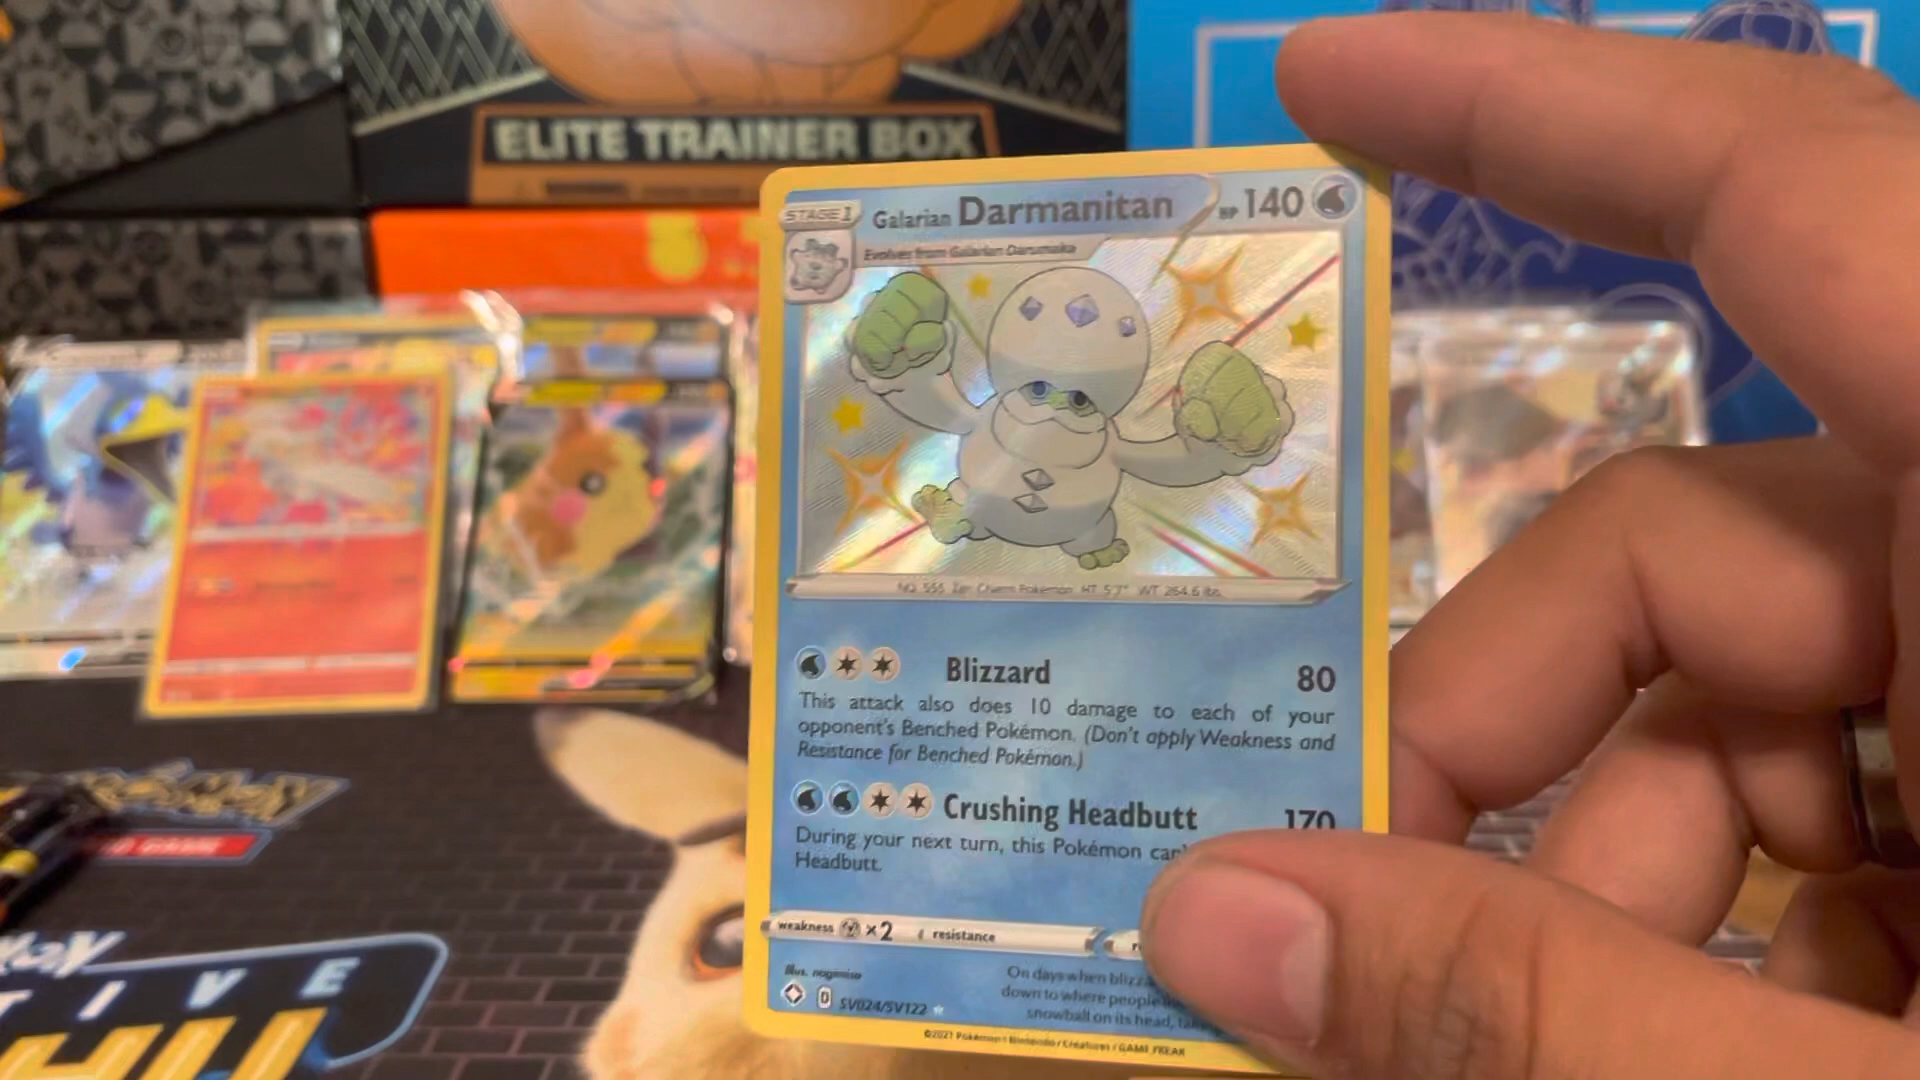 ELITE TRAINER BOX
STAGE 1
Galarian Darmanitan
HP 140
Evolves from Galarian Darumaka
NO. 555 Zen Charm Pokémon HT 5'7" WT 264.6 lbs.
Blizzard 80
This attack also does 10 damage to each of your
opponent's Benched Pokémon. (Don't apply Weakness and
Resistance for Benched Pokémon.)
Crushing Headbutt 170
During your next turn, this Pokémon can'
Headbutt.
weakness ×2 resistance
Illus. nagimiso
D SV024/SV122
On days when blizz
down to where people
snowball on its head,
©2021 Pokémon / Nintendo / Creatures / GAME FREAK
Pokémon
GAME
TIVE